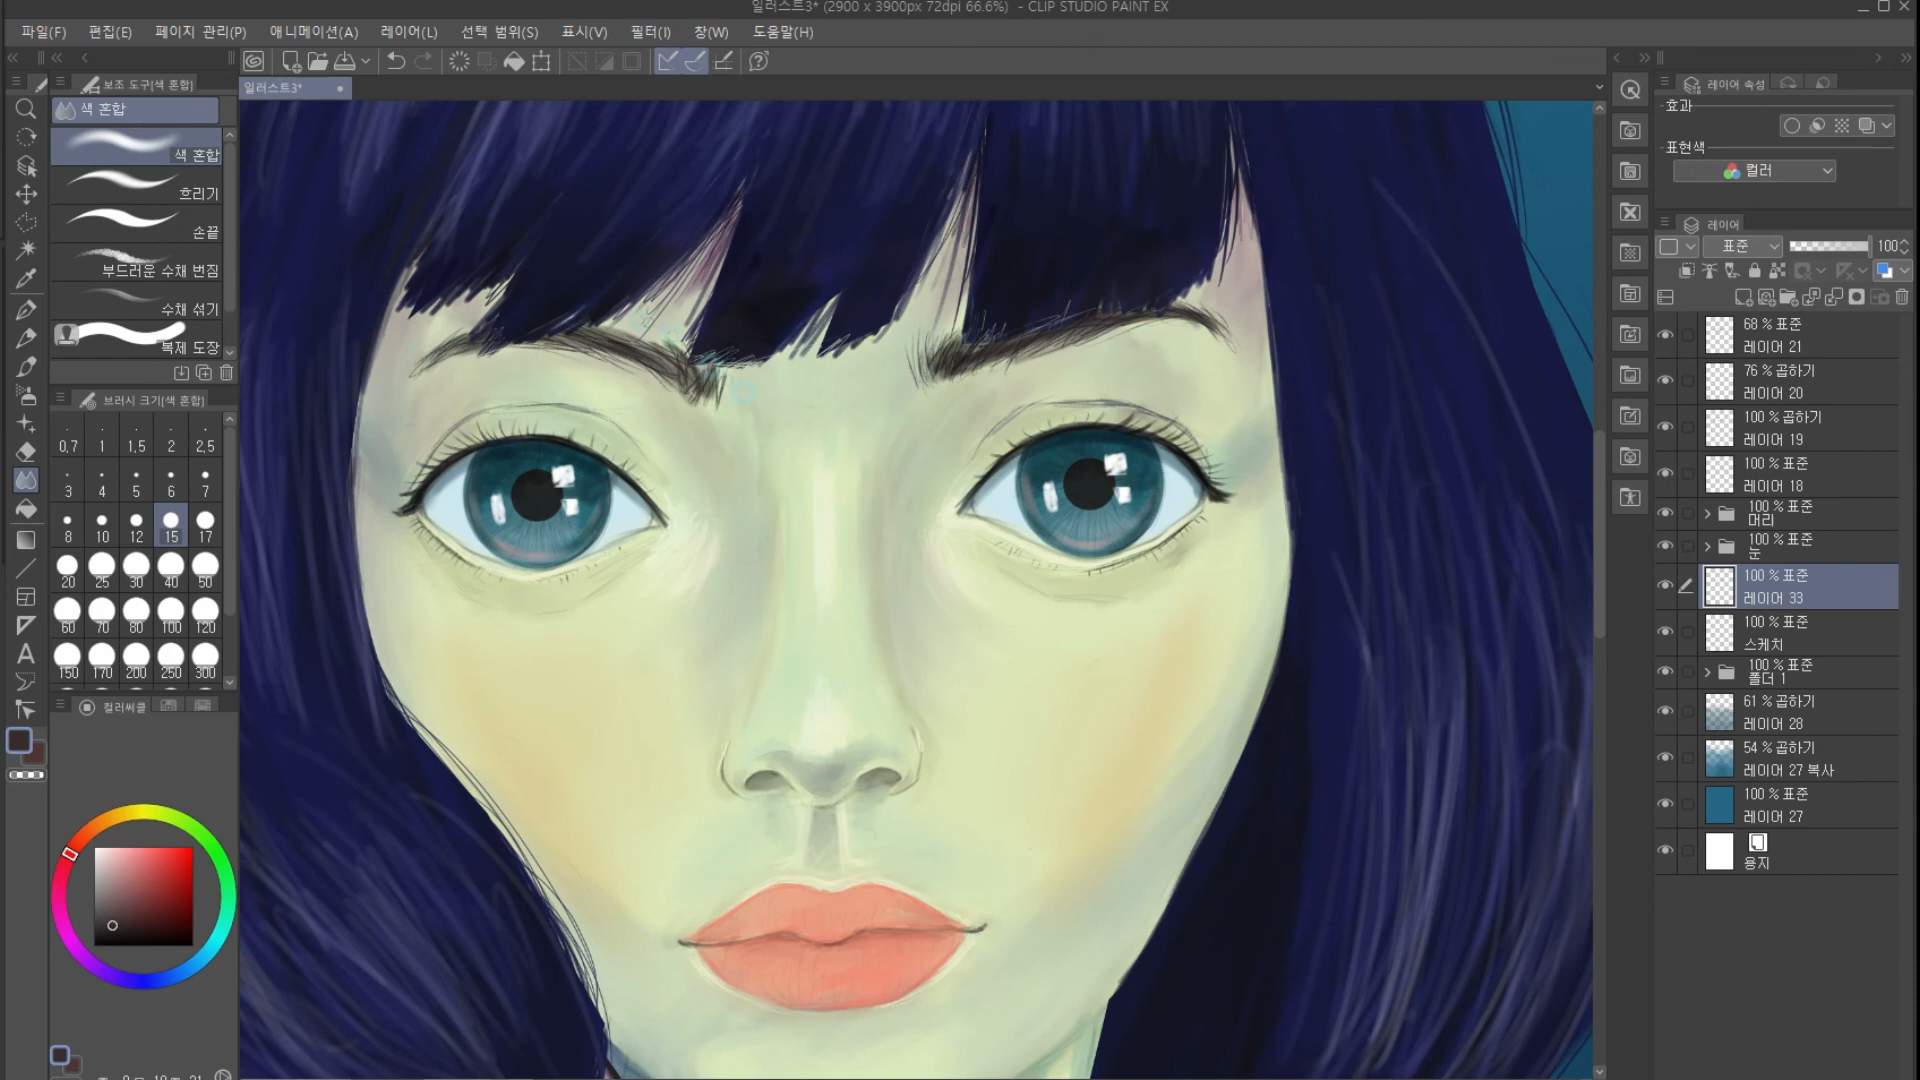 일러스트3* (2900 x 3900px 72dpi 66.6%) - CLIP STUDIO PAINT EX
파일(F) 편집(E) 페이지 관리(P) 애니메이션(A) 레이어(L) 선택 범위(S) 표시(V) 필터(I) 창(W) 도움말(H)
보조 도구[색 혼합]
색 혼합
색 혼합
흐리기
손끝
부드러운 수채 번짐
수채 섞기
복제 도장
브러시 크기[색 혼합]
0.7 1 1.5 2 2.5
3 4 5 6 7
8 10 12 15 17
20 25 30 40 50
60 70 80 100 120
150 170 200 250 300
컬러써클
일러스트3*
레이어 속성
효과
표현색
컬러
레이어
표준 100
68 % 표준
레이어 21
76 % 곱하기
레이어 20
100 % 곱하기
레이어 19
100 % 표준
레이어 18
100 % 표준
머리
100 % 표준
눈
100 % 표준
레이어 33
100 % 표준
스케치
100 % 표준
폴더 1
61 % 곱하기
레이어 28
54 % 곱하기
레이어 27 복사
100 % 표준
레이어 27
용지